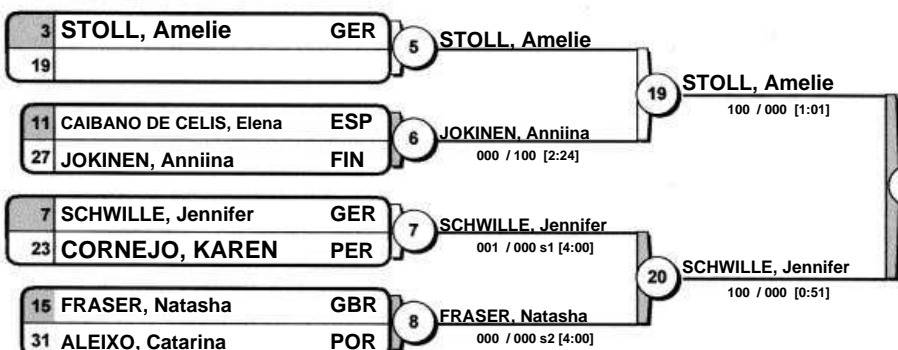 3 STOLL, Amelie GER
19
5
STOLL, Amelie
11 CAIBANO DE CELIS, Elena ESP
27 JOKINEN, Anniina FIN
6
JOKINEN, Anniina
000 / 100 [2:24]
19
STOLL, Amelie
100 / 000 [1:01]
7 SCHWILLE, Jennifer GER
23 CORNEJO, KAREN PER
7
SCHWILLE, Jennifer
001 / 000 s1 [4:00]
15 FRASER, Natasha GBR
31 ALEIXO, Catarina POR
8
FRASER, Natasha
000 / 000 s2 [4:00]
20
SCHWILLE, Jennifer
100 / 000 [0:51]